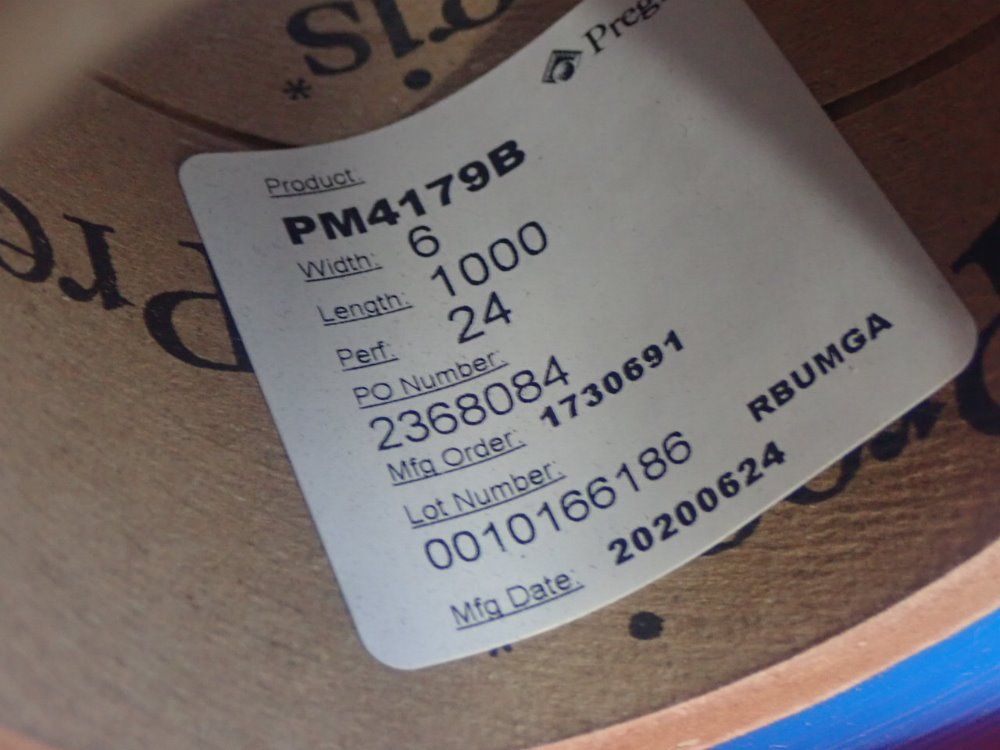 Preg
Product:
PM4179B
Width: 6
Length: 1000
Perf: 24
PO Number:
2368084
Mfg Order: 1730691
Lot Number:
0010166186 RBUMGA
Mfg Date: 20200624